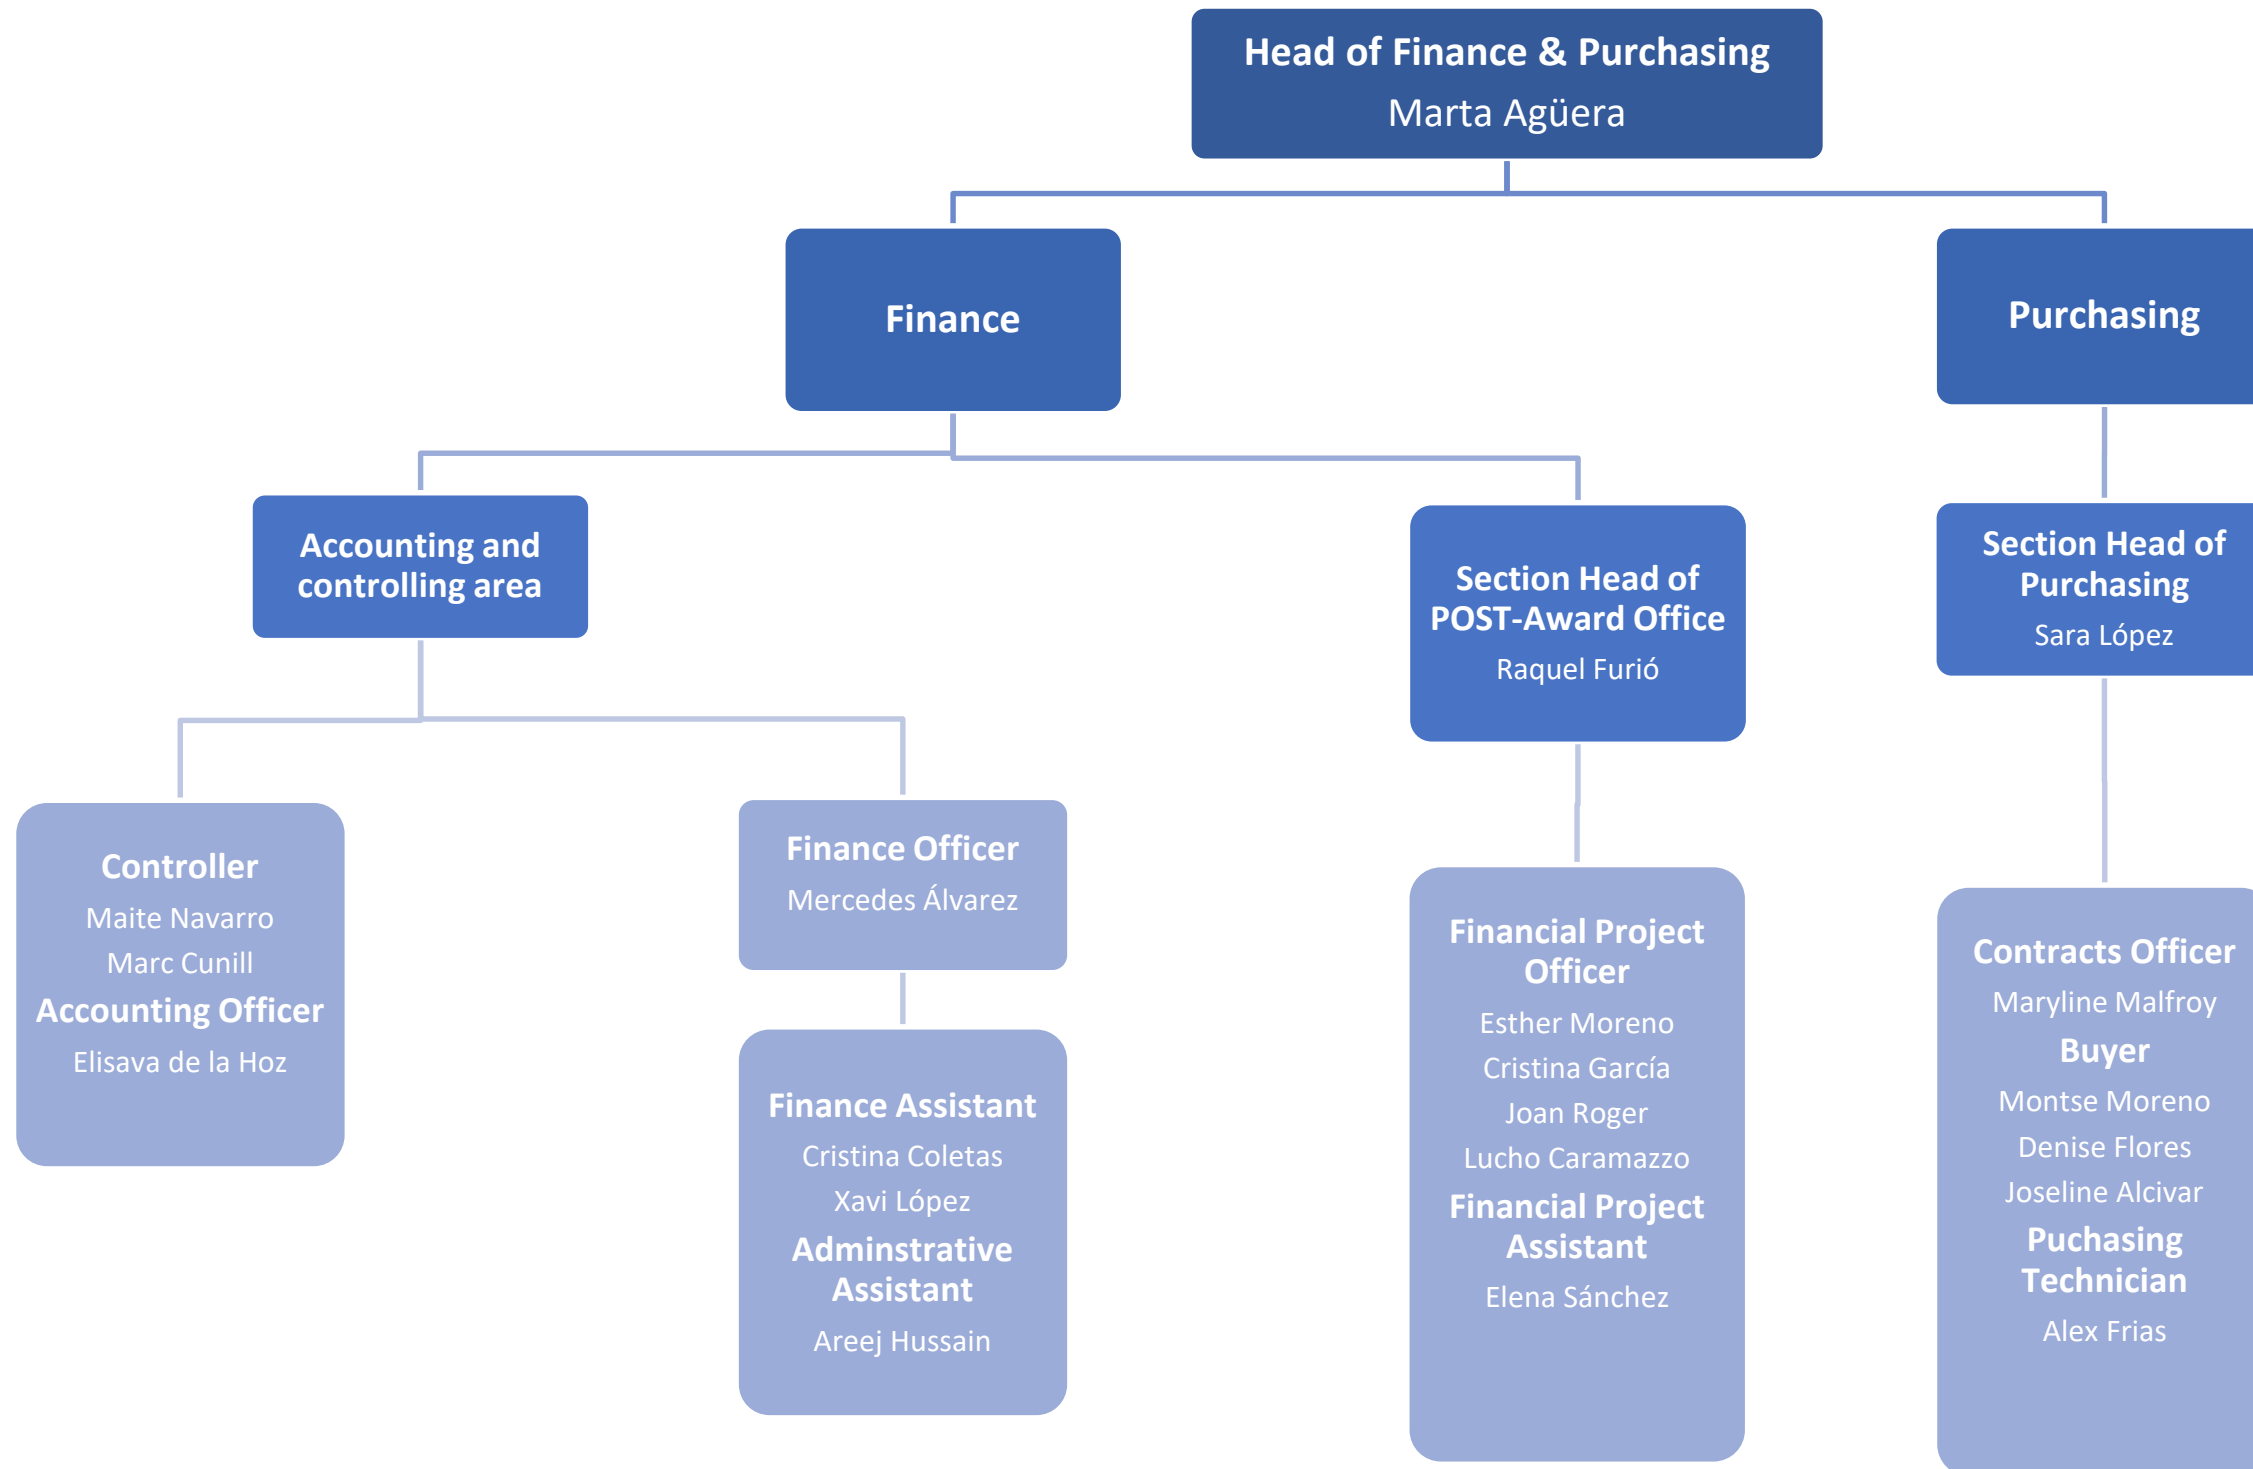 Head of Finance & Purchasing
Marta Agüera
Finance
Purchasing
Accounting and
controlling area
Section Head of
POST-Award Office
Raquel Furió
Section Head of
Purchasing
Sara López
Controller
Maite Navarro
Marc Cunill
Accounting Officer
Elisava de la Hoz
Finance Officer
Mercedes Álvarez
Finance Assistant
Cristina Coletas
Xavi López
Adminstrative
Assistant
Areej Hussain
Financial Project
Officer
Esther Moreno
Cristina García
Joan Roger
Lucho Caramazzo
Financial Project
Assistant
Elena Sánchez
Contracts Officer
Maryline Malfroy
Buyer
Montse Moreno
Denise Flores
Joseline Alcivar
Puchasing
Technician
Alex Frias